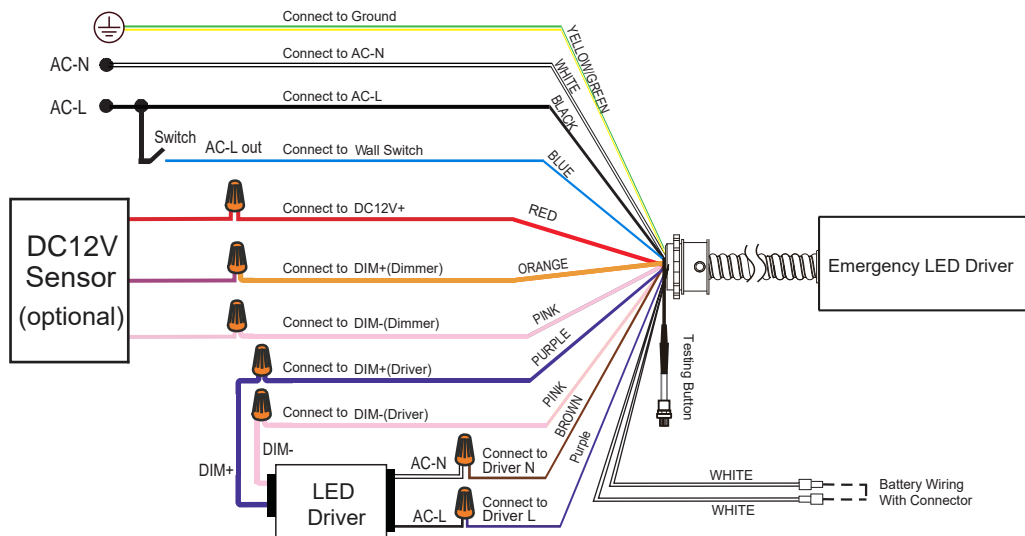 Connect to Ground
YELLOW/GREEN
AC-N
Connect to AC-N
WHITE
AC-L
Connect to AC-L
BLACK
Switch
AC-L out
Connect to Wall Switch
BLUE
DC12V
Sensor
(optional)
Connect to DC12V+
RED
Connect to DIM+(Dimmer)
ORANGE
Connect to DIM-(Dimmer)
PINK
Connect to DIM+(Driver)
PURPLE
Connect to DIM-(Driver)
PINK
BROWN
Purple
DIM+
DIM-
LED
Driver
AC-N
Connect to
Driver N
AC-L
Connect to
Driver L
Emergency LED Driver
Testing Button
WHITE
WHITE
Battery Wiring
With Connector